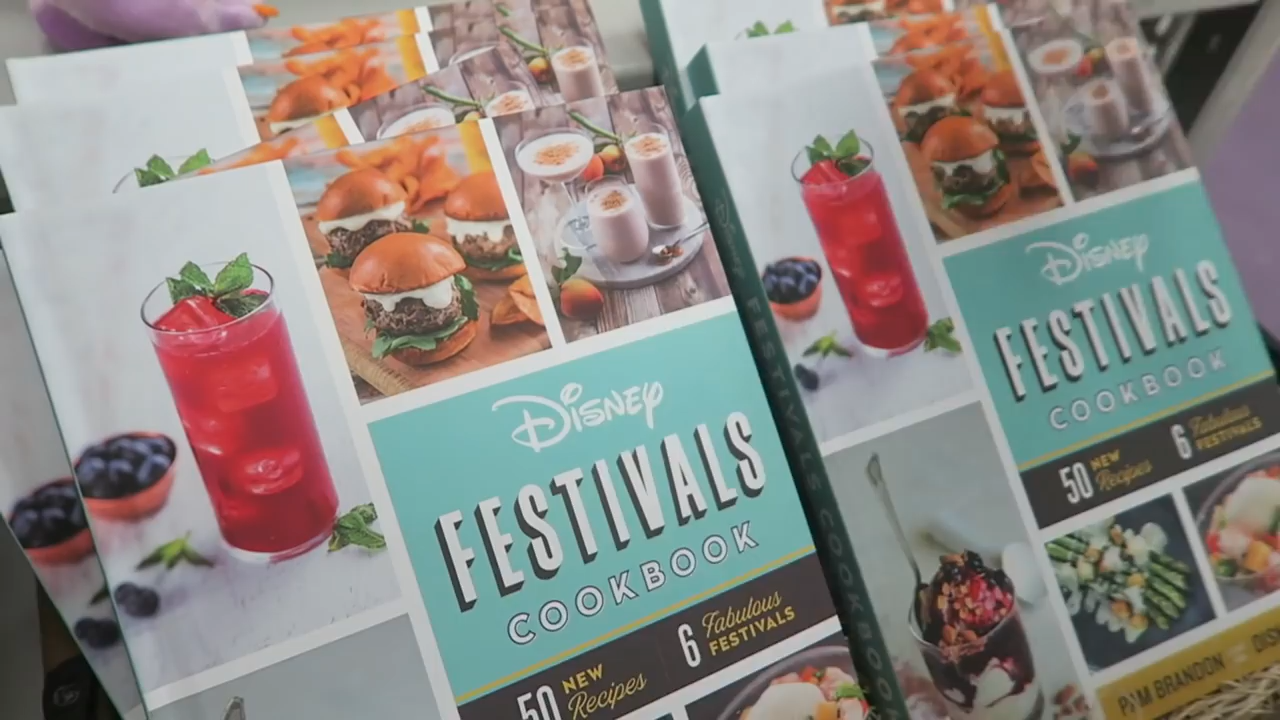 Disney
FESTIVALS
COOKBOOK
50 NEW Recipes
6 Fabulous FESTIVALS
Disney FESTIVALS COOKBOOK
Disney
FESTIVALS
COOKBOOK
50 NEW Recipes
6 Fabulous FESTIVALS
PAM BRANDON